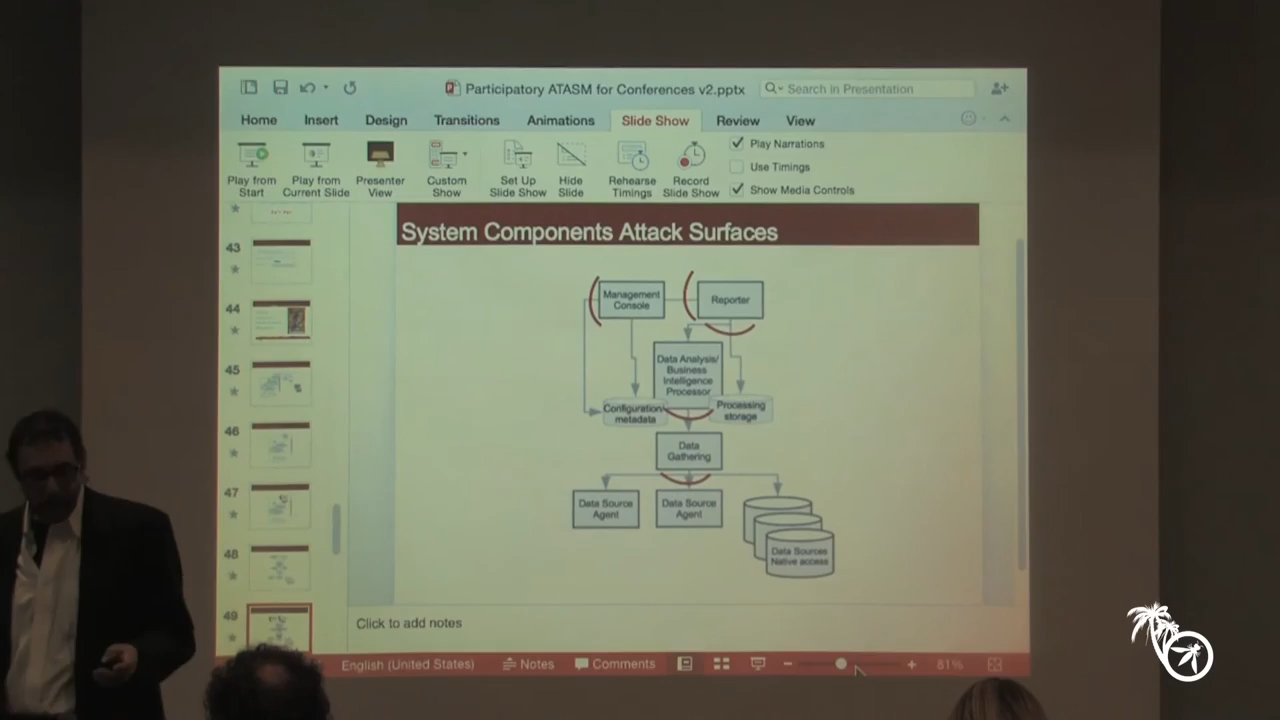 Participatory ATASM for Conferences v2.pptx
Search in Presentation
Home Insert Design Transitions Animations Slide Show Review View
Play from Start
Play from Current Slide
Presenter View
Custom Show
Set Up Slide Show
Hide Slide
Rehearse Timings
Record Slide Show
Play Narrations
Use Timings
Show Media Controls
43
44
45
46
47
48
49
System Components Attack Surfaces
Management
Console
Reporter
Data Analysis/
Business
Intelligence
Processor
Configuration/
metadata
Processing
storage
Data
Gathering
Data Source
Agent
Data Source
Agent
Data Sources
Native access
Click to add notes
English (United States) Notes Comments 81%